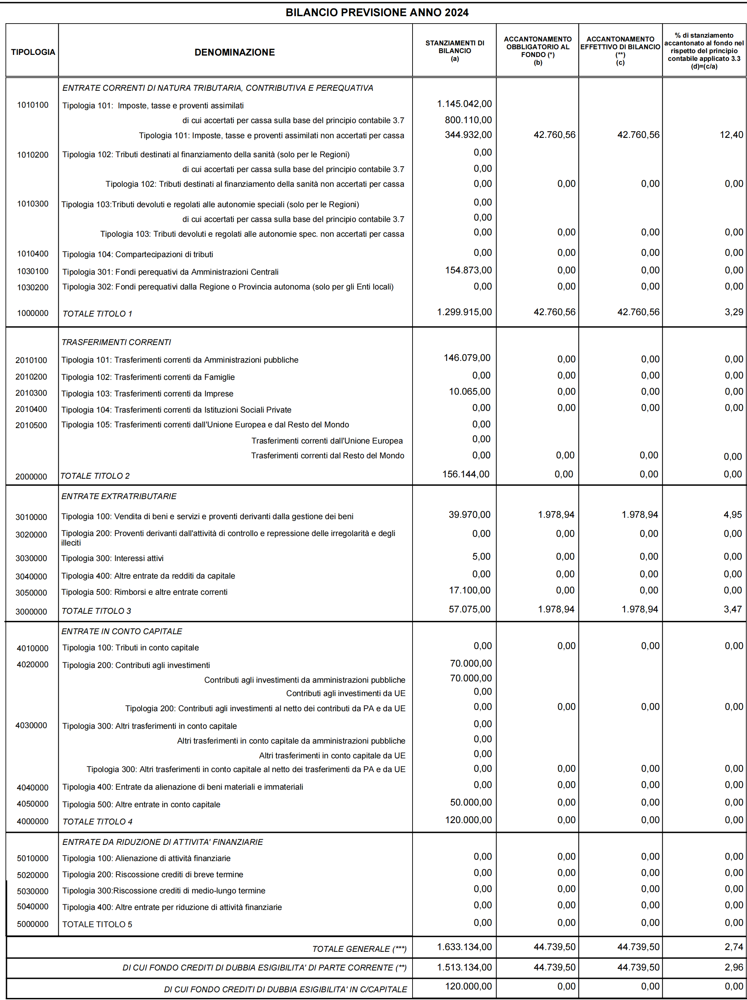 BILANCIO PREVISIONE ANNO 2024
TIPOLOGIA DENOMINAZIONE STANZIAMENTI DI BILANCIO (a) ACCANTONAMENTO OBBLIGATORIO AL FONDO (*) (b) ACCANTONAMENTO EFFETTIVO DI BILANCIO (**) (c) % di stanziamento accantonato al fondo nel rispetto del principio contabile applicato 3.3 (d)=(c/a)
ENTRATE CORRENTI DI NATURA TRIBUTARIA, CONTRIBUTIVA E PEREQUATIVA
1010100 Tipologia 101: Imposte, tasse e proventi assimilati 1.145.042,00
di cui accertati per cassa sulla base del principio contabile 3.7 800.110,00
Tipologia 101: Imposte, tasse e proventi assimilati non accertati per cassa 344.932,00 42.760,56 42.760,56 12,40
1010200 Tipologia 102: Tributi destinati al finanziamento della sanità (solo per le Regioni) 0,00
di cui accertati per cassa sulla base del principio contabile 3.7 0,00
Tipologia 102: Tributi destinati al finanziamento della sanità non accertati per cassa 0,00 0,00 0,00 0,00
1010300 Tipologia 103:Tributi devoluti e regolati alle autonomie speciali (solo per le Regioni) 0,00
di cui accertati per cassa sulla base del principio contabile 3.7 0,00
Tipologia 103: Tributi devoluti e regolati alle autonomie spec. non accertati per cassa 0,00 0,00 0,00 0,00
1010400 Tipologia 104: Compartecipazioni di tributi 0,00 0,00 0,00 0,00
1030100 Tipologia 301: Fondi perequativi da Amministrazioni Centrali 154.873,00 0,00 0,00 0,00
1030200 Tipologia 302: Fondi perequativi dalla Regione o Provincia autonoma (solo per gli Enti locali) 0,00 0,00 0,00 0,00
1000000 TOTALE TITOLO 1 1.299.915,00 42.760,56 42.760,56 3,29
TRASFERIMENTI CORRENTI
2010100 Tipologia 101: Trasferimenti correnti da Amministrazioni pubbliche 146.079,00 0,00 0,00 0,00
2010200 Tipologia 102: Trasferimenti correnti da Famiglie 0,00 0,00 0,00 0,00
2010300 Tipologia 103: Trasferimenti correnti da Imprese 10.065,00 0,00 0,00 0,00
2010400 Tipologia 104: Trasferimenti correnti da Istituzioni Sociali Private 0,00 0,00 0,00 0,00
2010500 Tipologia 105: Trasferimenti correnti dall'Unione Europea e dal Resto del Mondo 0,00
Trasferimenti correnti dall'Unione Europea 0,00
Trasferimenti correnti dal Resto del Mondo 0,00 0,00 0,00 0,00
2000000 TOTALE TITOLO 2 156.144,00 0,00 0,00 0,00
ENTRATE EXTRATRIBUTARIE
3010000 Tipologia 100: Vendita di beni e servizi e proventi derivanti dalla gestione dei beni 39.970,00 1.978,94 1.978,94 4,95
3020000 Tipologia 200: Proventi derivanti dall'attività di controllo e repressione delle irregolarità e degli 0,00 0,00 0,00 0,00
illeciti
3030000 Tipologia 300: Interessi attivi 5,00 0,00 0,00 0,00
3040000 Tipologia 400: Altre entrate da redditi da capitale 0,00 0,00 0,00 0,00
3050000 Tipologia 500: Rimborsi e altre entrate correnti 17.100,00 0,00 0,00 0,00
3000000 TOTALE TITOLO 3 57.075,00 1.978,94 1.978,94 3,47
ENTRATE IN CONTO CAPITALE
4010000 Tipologia 100: Tributi in conto capitale 0,00 0,00 0,00 0,00
4020000 Tipologia 200: Contributi agli investimenti 70.000,00
Contributi agli investimenti da amministrazioni pubbliche 70.000,00
Contributi agli investimenti da UE 0,00
Tipologia 200: Contributi agli investimenti al netto dei contributi da PA e da UE 0,00 0,00 0,00 0,00
4030000 Tipologia 300: Altri trasferimenti in conto capitale 0,00
Altri trasferimenti in conto capitale da amministrazioni pubbliche 0,00
Altri trasferimenti in conto capitale da UE 0,00
Tipologia 300: Altri trasferimenti in conto capitale al netto dei trasferimenti da PA e da UE 0,00 0,00 0,00 0,00
4040000 Tipologia 400: Entrate da alienazione di beni materiali e immateriali 0,00 0,00 0,00 0,00
4050000 Tipologia 500: Altre entrate in conto capitale 50.000,00 0,00 0,00 0,00
4000000 TOTALE TITOLO 4 120.000,00 0,00 0,00 0,00
ENTRATE DA RIDUZIONE DI ATTIVITA' FINANZIARIE
5010000 Tipologia 100: Alienazione di attività finanziarie 0,00 0,00 0,00 0,00
5020000 Tipologia 200: Riscossione crediti di breve termine 0,00 0,00 0,00 0,00
5030000 Tipologia 300:Riscossione crediti di medio-lungo termine 0,00 0,00 0,00 0,00
5040000 Tipologia 400: Altre entrate per riduzione di attività finanziarie 0,00 0,00 0,00 0,00
5000000 TOTALE TITOLO 5 0,00 0,00 0,00 0,00
TOTALE GENERALE (***) 1.633.134,00 44.739,50 44.739,50 2,74
DI CUI FONDO CREDITI DI DUBBIA ESIGIBILITA' DI PARTE CORRENTE (**) 1.513.134,00 44.739,50 44.739,50 2,96
DI CUI FONDO CREDITI DI DUBBIA ESIGIBILITA' IN C/CAPITALE 120.000,00 0,00 0,00 0,00